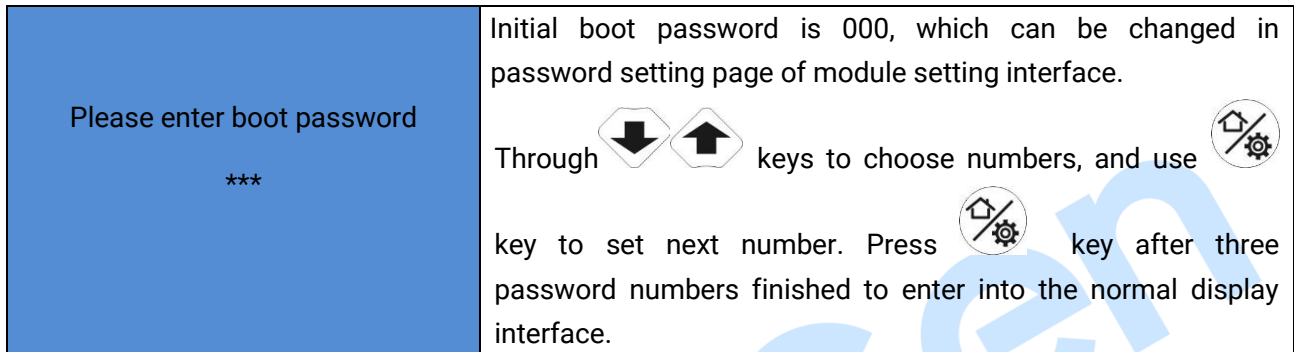 Please enter boot password
***
Initial boot password is 000, which can be changed in
password setting page of module setting interface.
Through keys to choose numbers, and use
key to set next number. Press key after three
password numbers finished to enter into the normal display
interface.